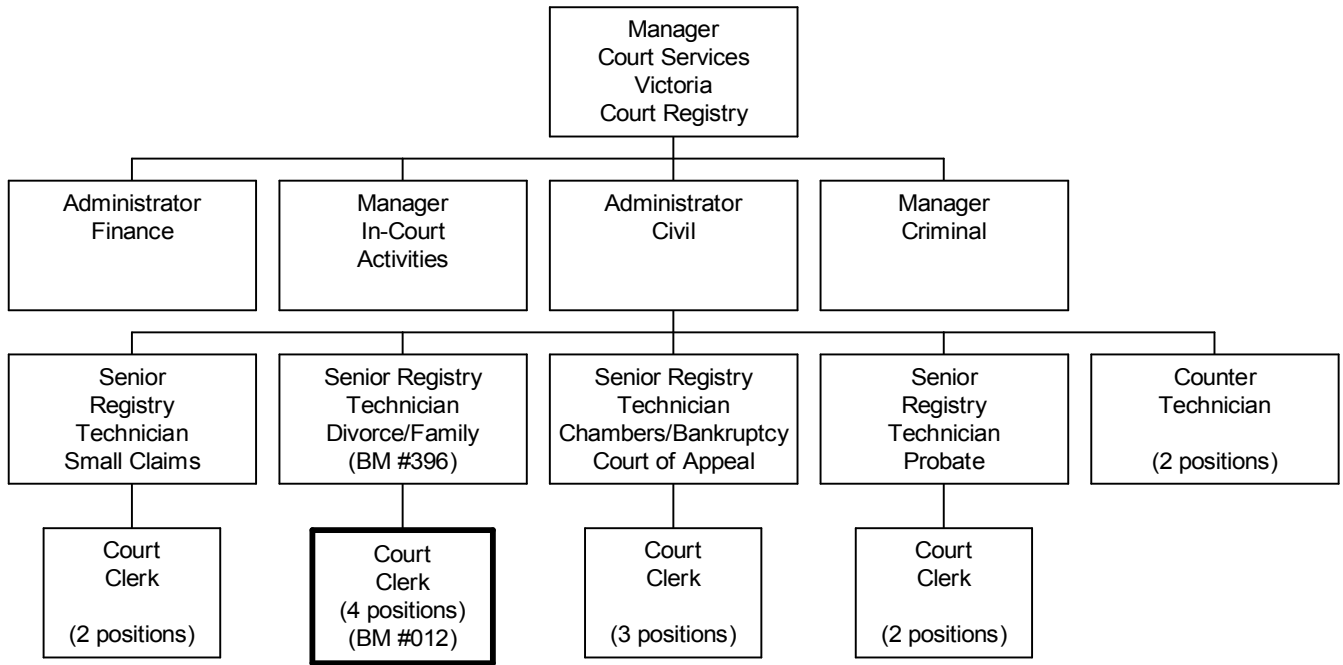 Manager
Court Services
Victoria
Court Registry
Administrator
Finance
Manager
In-Court
Activities
Administrator
Civil
Manager
Criminal
Senior
Registry
Technician
Small Claims
Senior Registry
Technician
Divorce/Family
(BM #396)
Senior Registry
Technician
Chambers/Bankruptcy
Court of Appeal
Senior
Registry
Technician
Probate
Counter
Technician
(2 positions)
Court
Clerk
(2 positions)
Court
Clerk
(4 positions)
(BM #012)
Court
Clerk
(3 positions)
Court
Clerk
(2 positions)